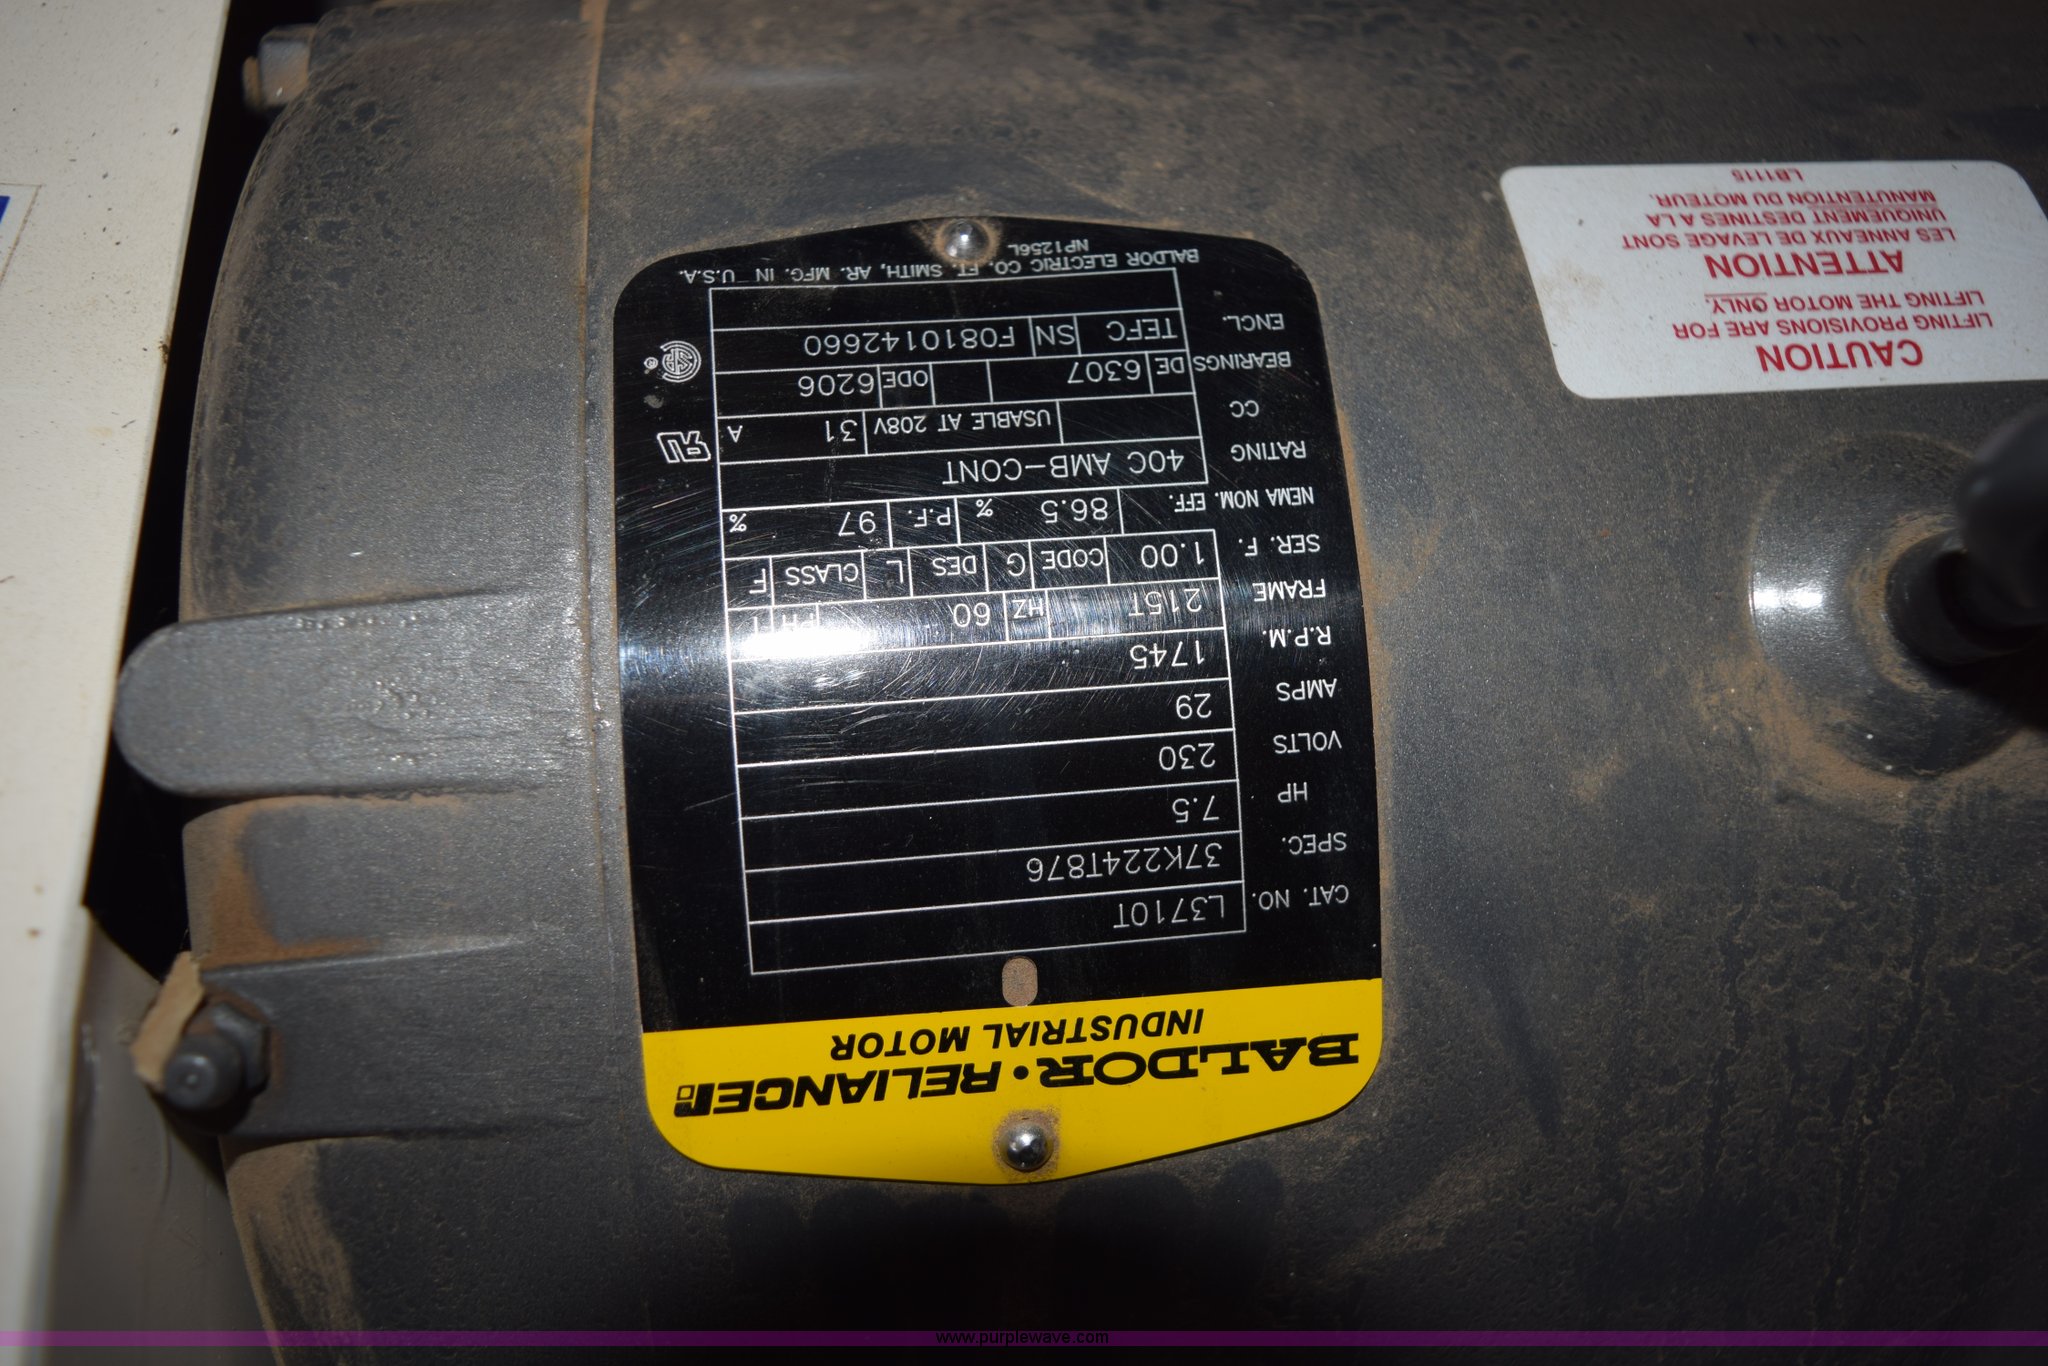 BALDOR • RELIANCE
INDUSTRIAL MOTOR
CAT. NO. L3710T
SPEC. 37K224T876
HP 7.5
VOLTS 230
AMPS 29
R.P.M. 1745
FRAME 215T HZ 60 PH 1
SER. F. 1.00 CODE G DES L CLASS F
NEMA NOM. EFF. 86.5 % P.F. 97 %
RATING 40C AMB-CONT
CC USABLE AT 208V 31 A
BEARINGS DE 6307 ODE 6206
ENCL. TEFC SN F0810142660
BALDOR ELECTRIC CO. FT. SMITH, AR. MFG. IN U.S.A.
NP1256L
CAUTION
LIFTING PROVISIONS ARE FOR
LIFTING THE MOTOR ONLY.
ATTENTION
LES ANNEAUX DE LEVAGE SONT
UNIQUEMENT DESTINES A LA
MANUTENTION DU MOTEUR.
LB1115
www.purplewave.com